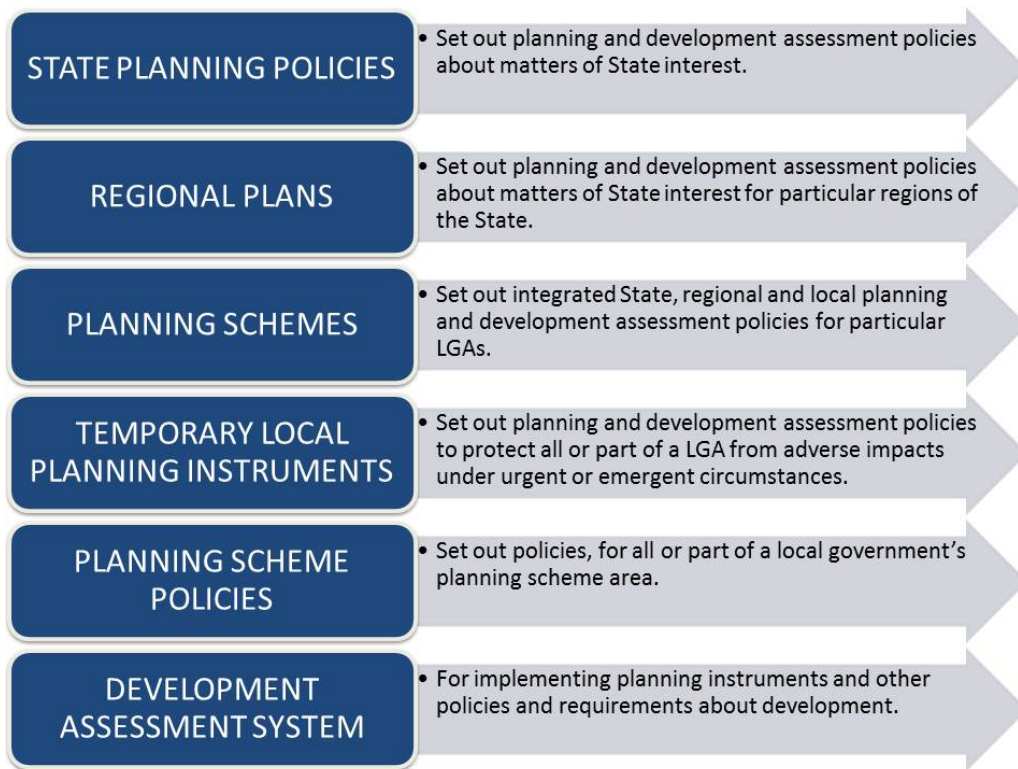 STATE PLANNING POLICIES
• Set out planning and development assessment policies
about matters of State interest.
REGIONAL PLANS
• Set out planning and development assessment policies
about matters of State interest for particular regions of
the State.
PLANNING SCHEMES
• Set out integrated State, regional and local planning
and development assessment policies for particular
LGAs.
TEMPORARY LOCAL
PLANNING INSTRUMENTS
• Set out planning and development assessment policies
to protect all or part of a LGA from adverse impacts
under urgent or emergent circumstances.
PLANNING SCHEME
POLICIES
• Set out policies, for all or part of a local government’s
planning scheme area.
DEVELOPMENT
ASSESSMENT SYSTEM
• For implementing planning instruments and other
policies and requirements about development.